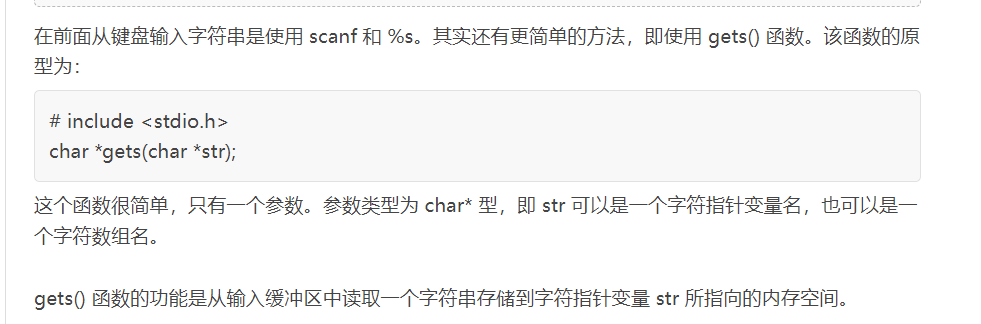 在前面从键盘输入字符串是使用 scanf 和 %s。其实还有更简单的方法，即使用 gets() 函数。该函数的原
型为：
# include <stdio.h>
char *gets(char *str);
这个函数很简单，只有一个参数。参数类型为 char* 型，即 str 可以是一个字符指针变量名，也可以是一
个字符数组名。
gets() 函数的功能是从输入缓冲区中读取一个字符串存储到字符指针变量 str 所指向的内存空间。